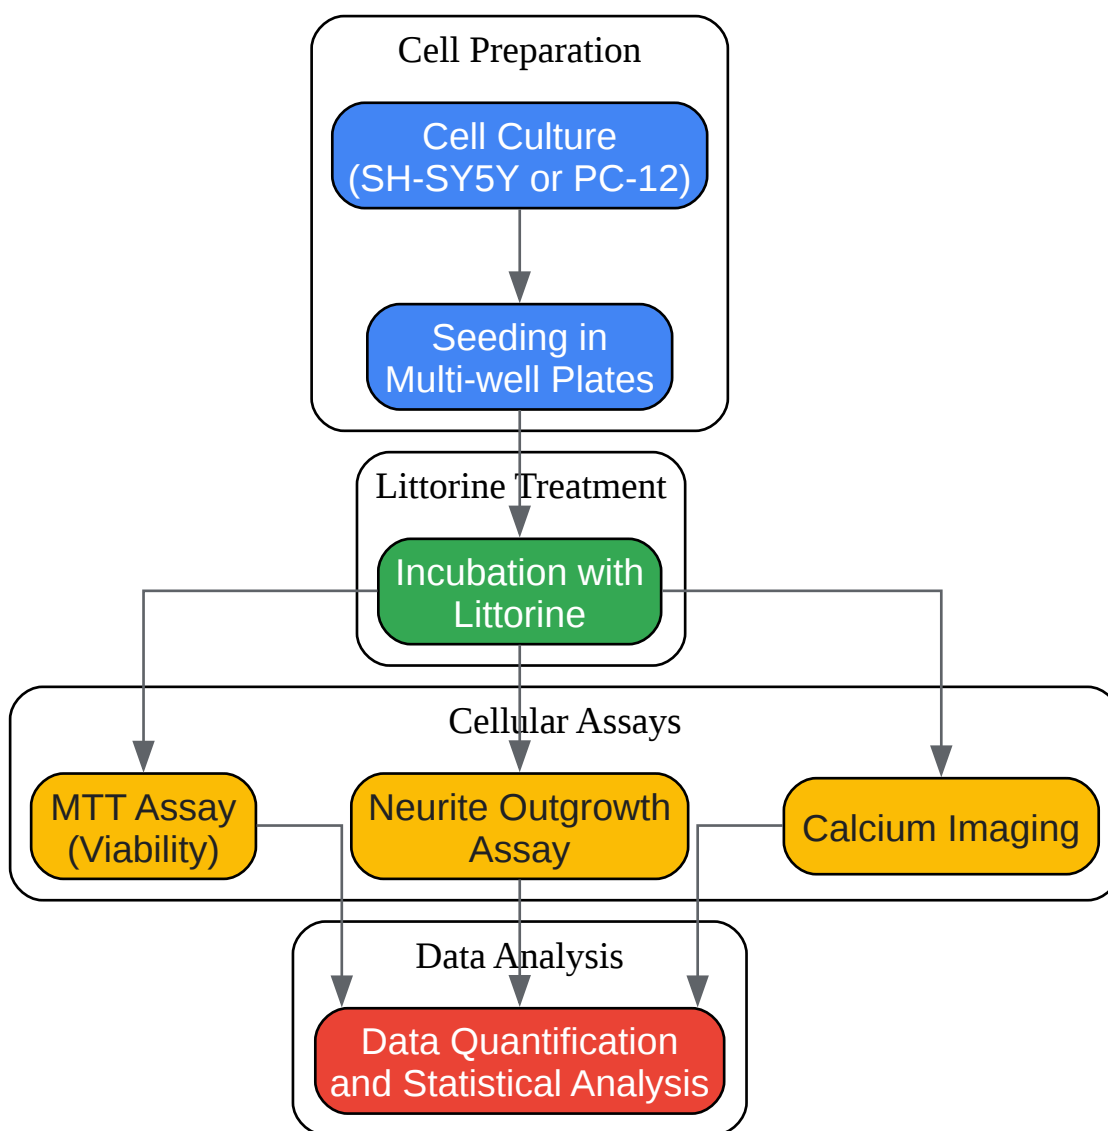 Cell Preparation
Cell Culture
(SH-SY5Y or PC-12)
Seeding in
Multi-well Plates
Littorine Treatment
Incubation with
Littorine
Cellular Assays
MTT Assay
(Viability)
Neurite Outgrowth
Assay
Calcium Imaging
Data Analysis
Data Quantification
and Statistical Analysis